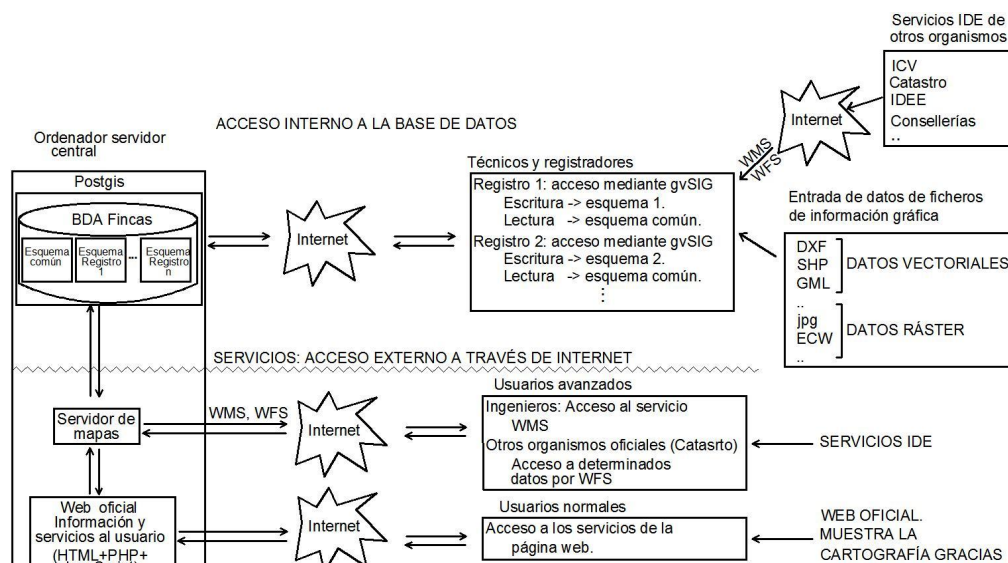 Servicios IDE de
otros organismos
ICV
Catastro
IDEE
Consellerías
..
Internet
WMS
WFS
ACCESO INTERNO A LA BASE DE DATOS
Ordenador servidor
central
Postgis
BDA Fincas
Esquema
común
Esquema
Registro
1
...
Esquema
Registro
n
Internet
Técnicos y registradores
Registro 1: acceso mediante gvSIG
Escritura -> esquema 1.
Lectura -> esquema común.
Registro 2: acceso mediante gvSIG
Escritura -> esquema 2.
Lectura -> esquema común.
⋮
Entrada de datos de ficheros
de información gráfica
DXF
SHP
GML
DATOS VECTORIALES
..
jpg
ECW
DATOS RÁSTER
..
SERVICIOS: ACCESO EXTERNO A TRAVÉS DE INTERNET
Servidor de
mapas
WMS, WFS
Internet
Usuarios avanzados
Ingenieros: Acceso al servicio
WMS
Otros organismos oficiales (Catasrto)
Acceso a determinados
datos por WFS
SERVICIOS IDE
Web oficial
Información y
servicios al usuario
(HTML+PHP+
Internet
Usuarios normales
Acceso a los servicios de la
página web.
WEB OFICIAL.
MUESTRA LA
CARTOGRAFÍA GRACIAS